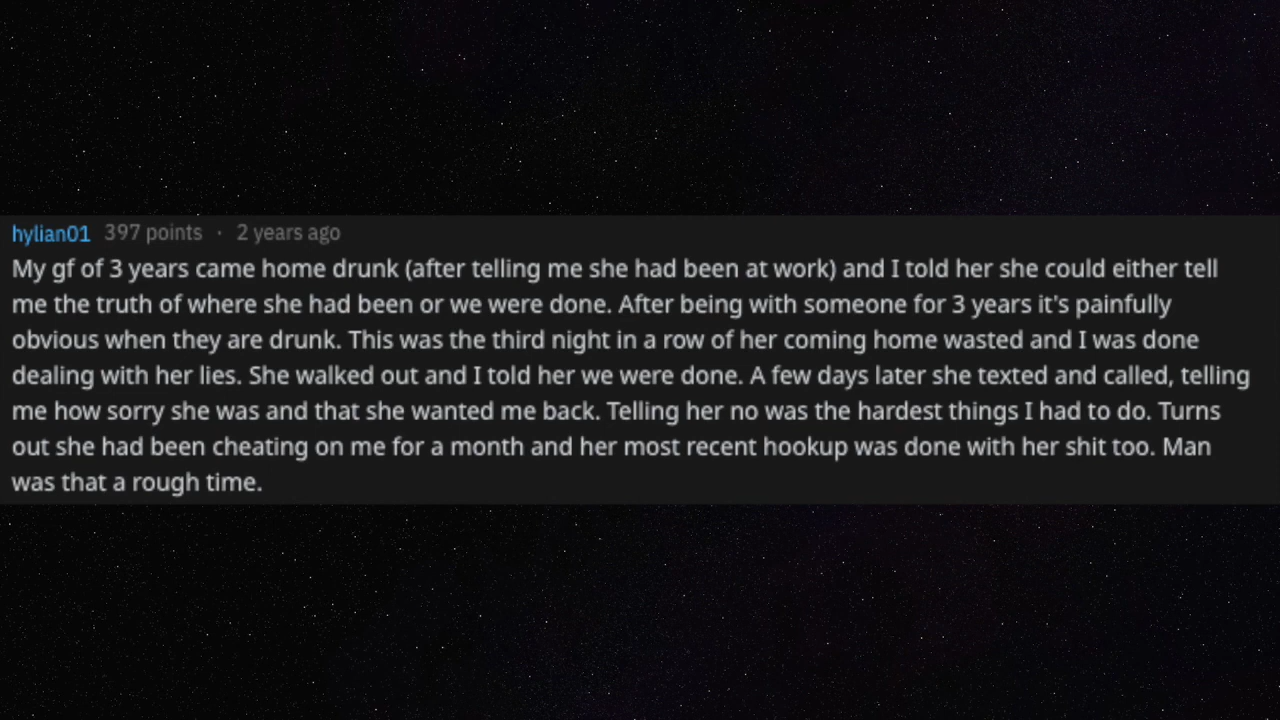 hylian01 397 points · 2 years ago
My gf of 3 years came home drunk (after telling me she had been at work) and I told her she could either tell
me the truth of where she had been or we were done. After being with someone for 3 years it's painfully
obvious when they are drunk. This was the third night in a row of her coming home wasted and I was done
dealing with her lies. She walked out and I told her we were done. A few days later she texted and called, telling
me how sorry she was and that she wanted me back. Telling her no was the hardest things I had to do. Turns
out she had been cheating on me for a month and her most recent hookup was done with her shit too. Man
was that a rough time.